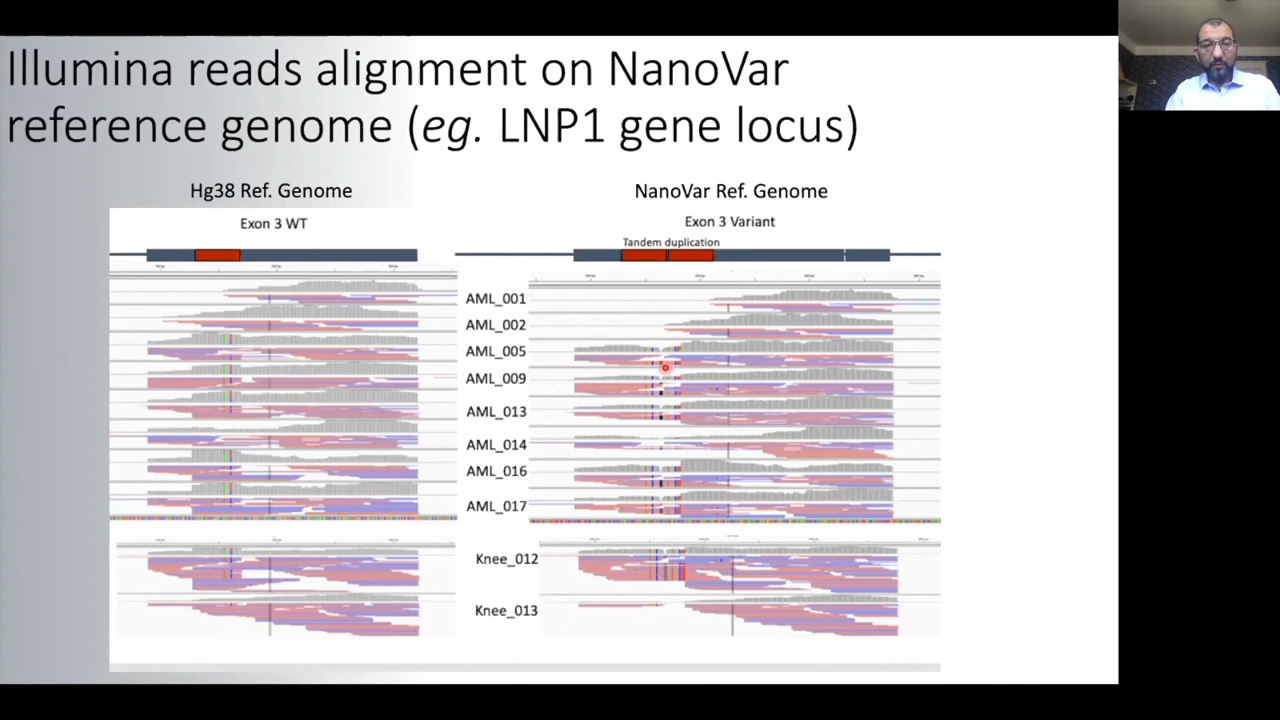 Illumina reads alignment on NanoVar
reference genome (eg. LNP1 gene locus)
Hg38 Ref. Genome
NanoVar Ref. Genome
Exon 3 WT
Exon 3 Variant
Tandem duplication
AML_001
AML_002
AML_005
AML_009
AML_013
AML_014
AML_016
AML_017
Knee_012
Knee_013